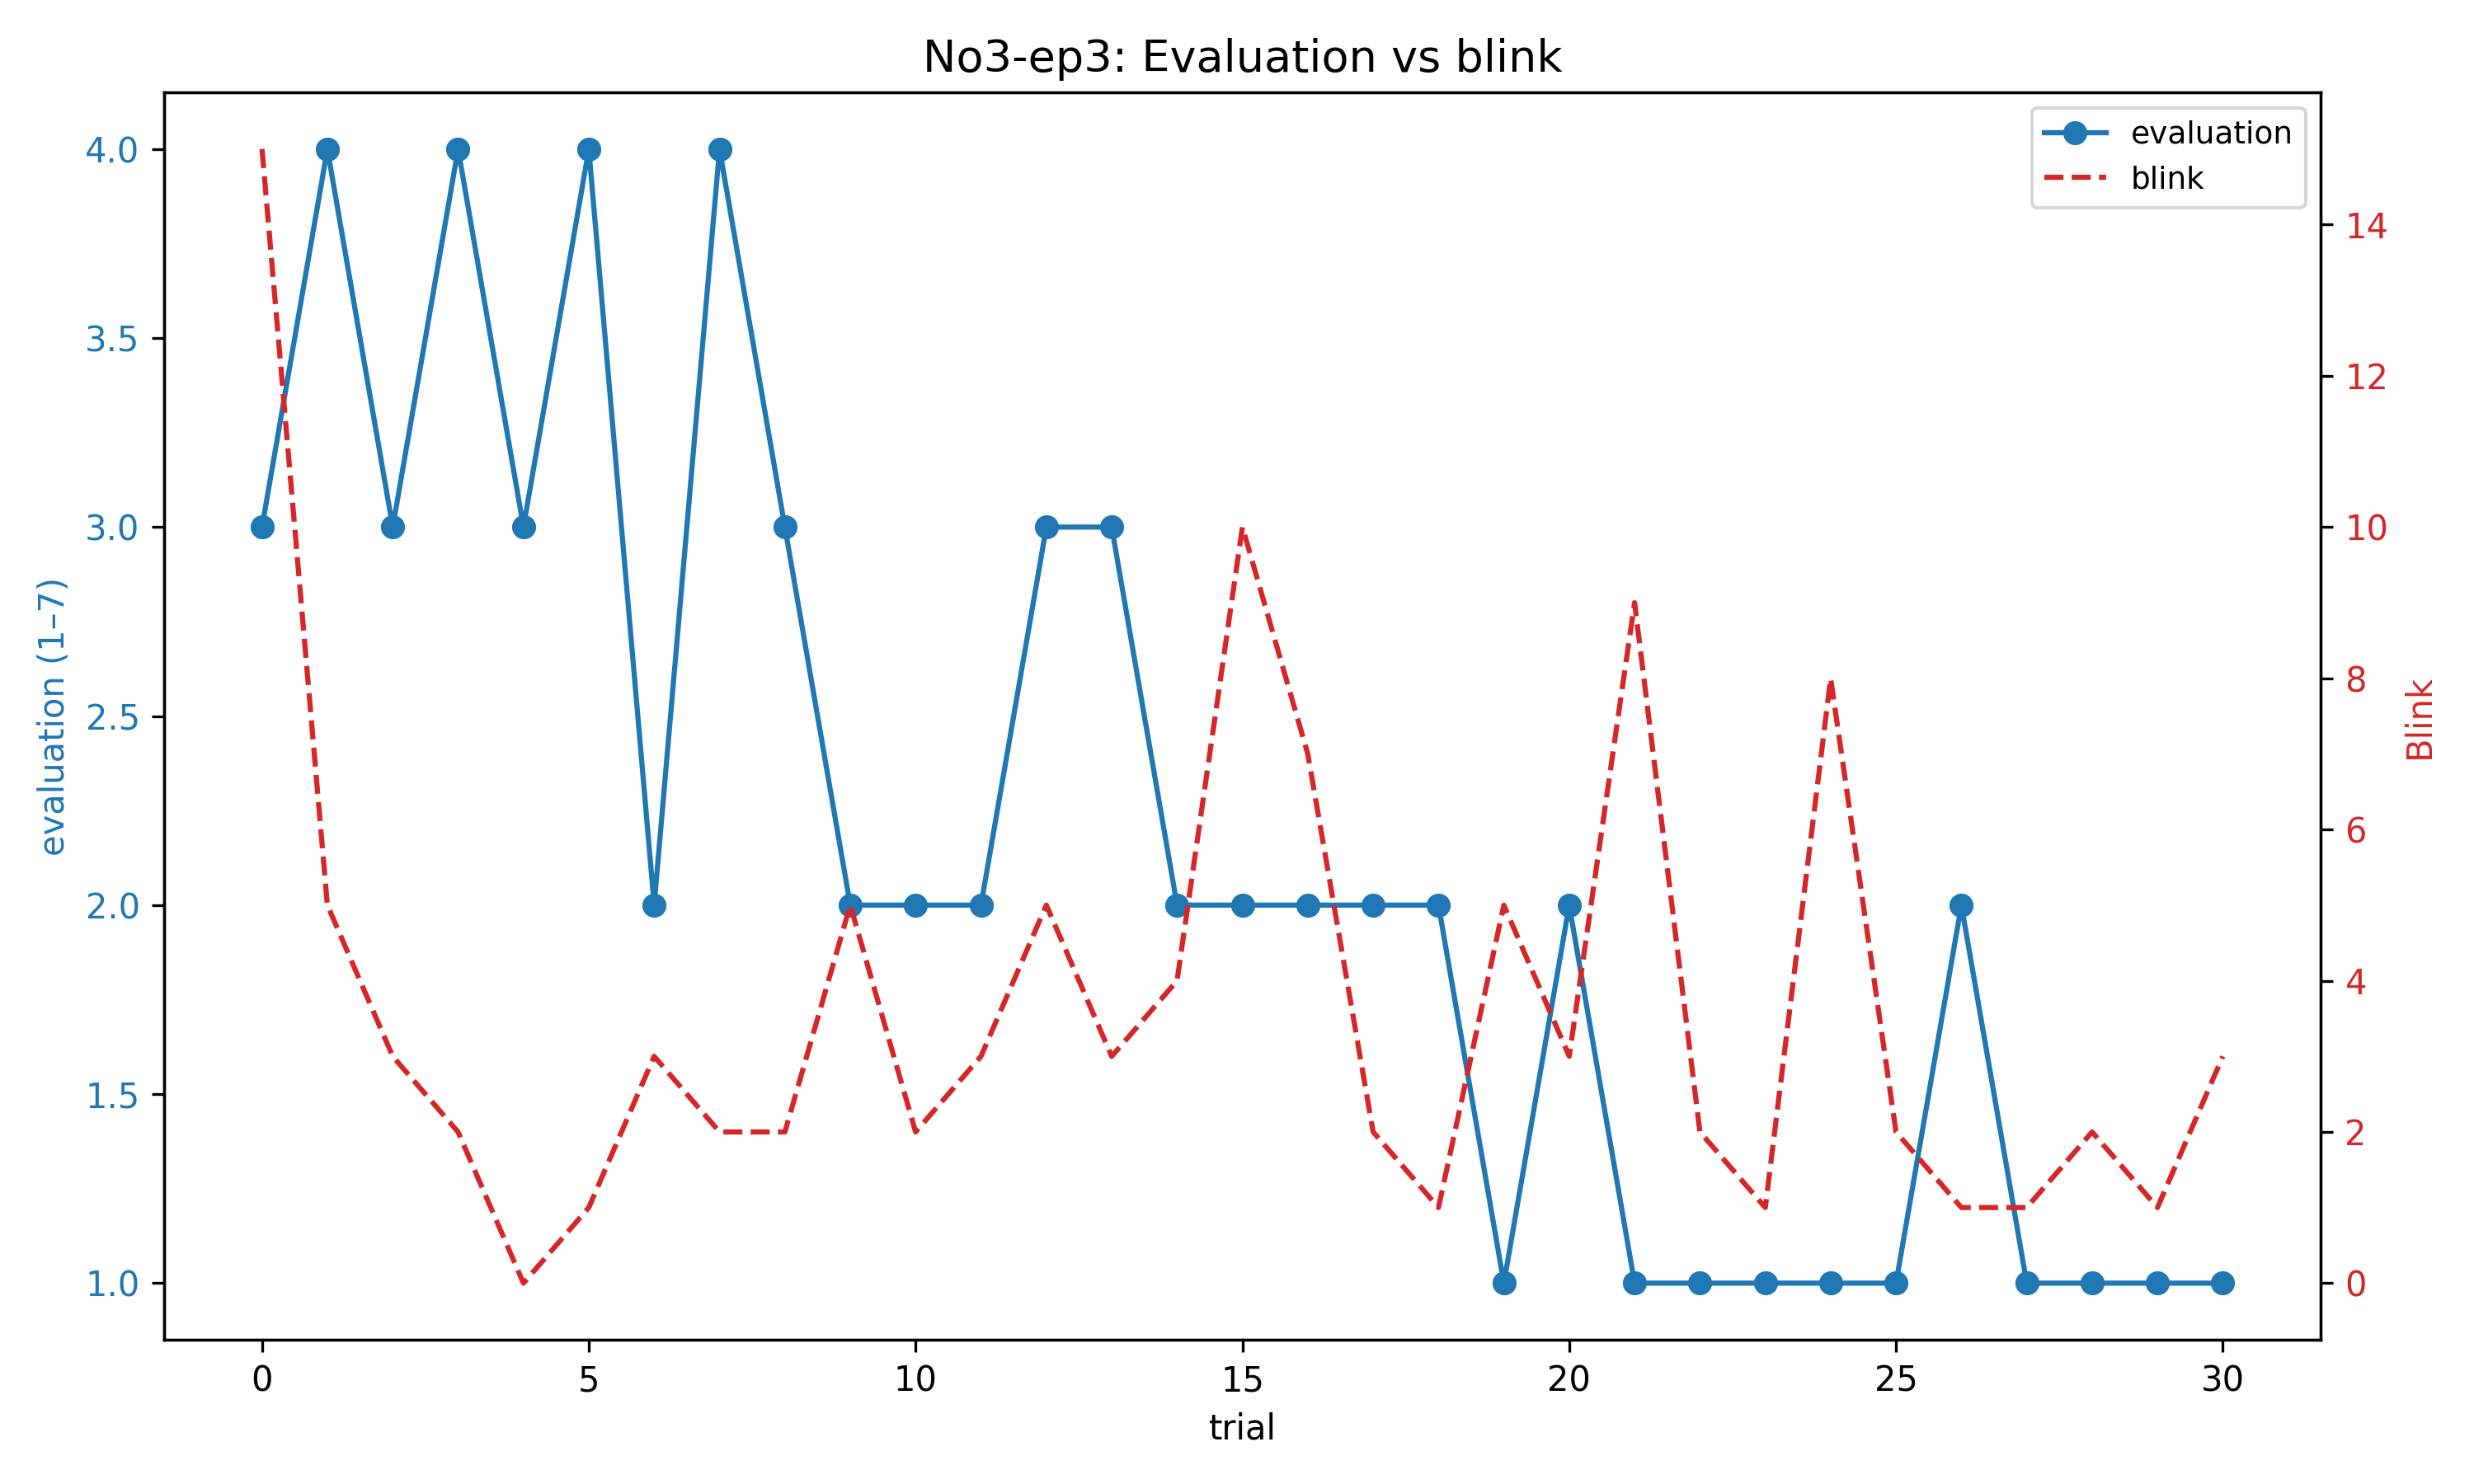 No3-ep3: Evaluation vs blink
evaluation
blink
4.0
3.5
3.0
2.5
2.0
1.5
1.0
evaluation (1–7)
14
12
10
8
6
4
2
0
Blink
0 5 10 15 20 25 30
trial